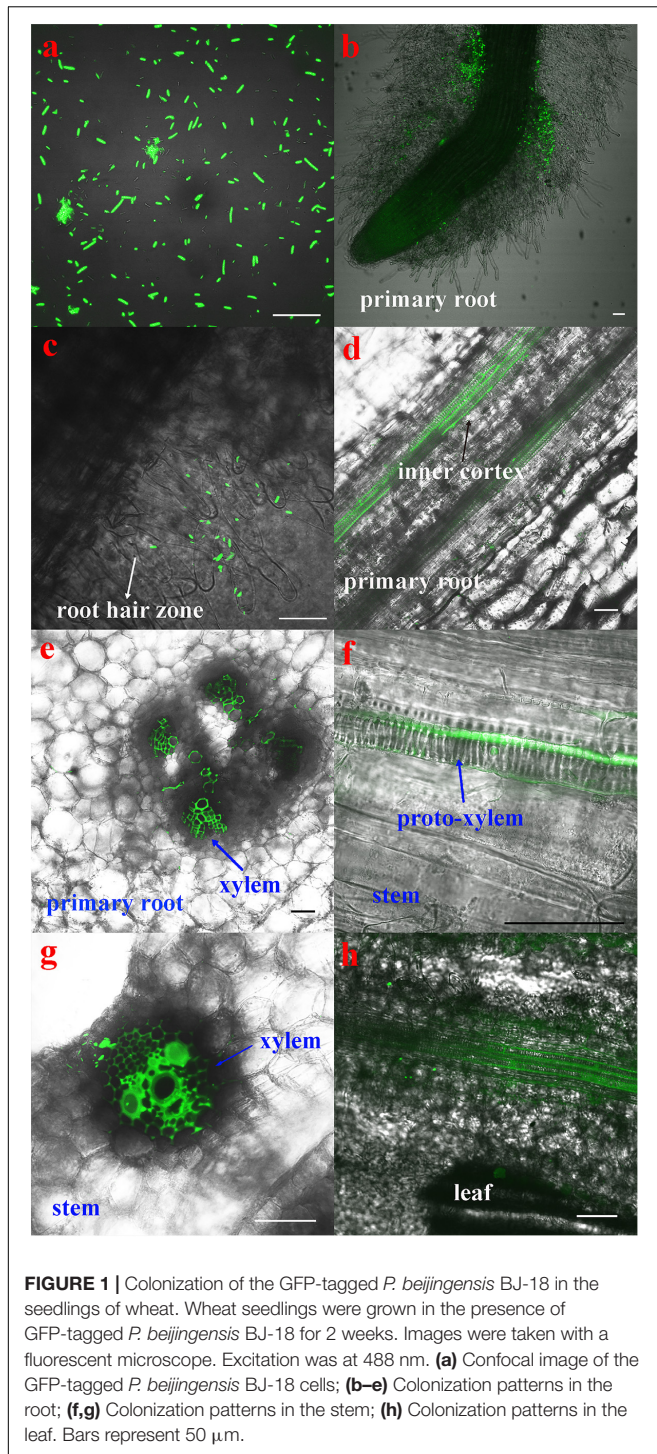 a
b
primary root
c
root hair zone
d
inner cortex
primary root
e
xylem
primary root
f
proto-xylem
stem
g
xylem
stem
h
leaf
FIGURE 1 | Colonization of the GFP-tagged P. beijingensis BJ-18 in the
seedlings of wheat. Wheat seedlings were grown in the presence of
GFP-tagged P. beijingensis BJ-18 for 2 weeks. Images were taken with a
fluorescent microscope. Excitation was at 488 nm. (a) Confocal image of the
GFP-tagged P. beijingensis BJ-18 cells; (b–e) Colonization patterns in the
root; (f,g) Colonization patterns in the stem; (h) Colonization patterns in the
leaf. Bars represent 50 μm.